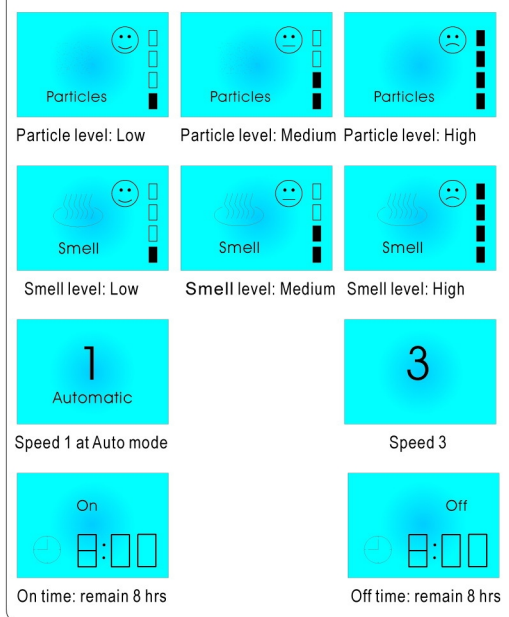 Particles Particles Particles
Particle level: Low Particle level: Medium Particle level: High
Smell Smell Smell
Smell level: Low Smell level: Medium Smell level: High
1 3
Automatic
Speed 1 at Auto mode Speed 3
On Off
8:00 8:00
On time: remain 8 hrs Off time: remain 8 hrs